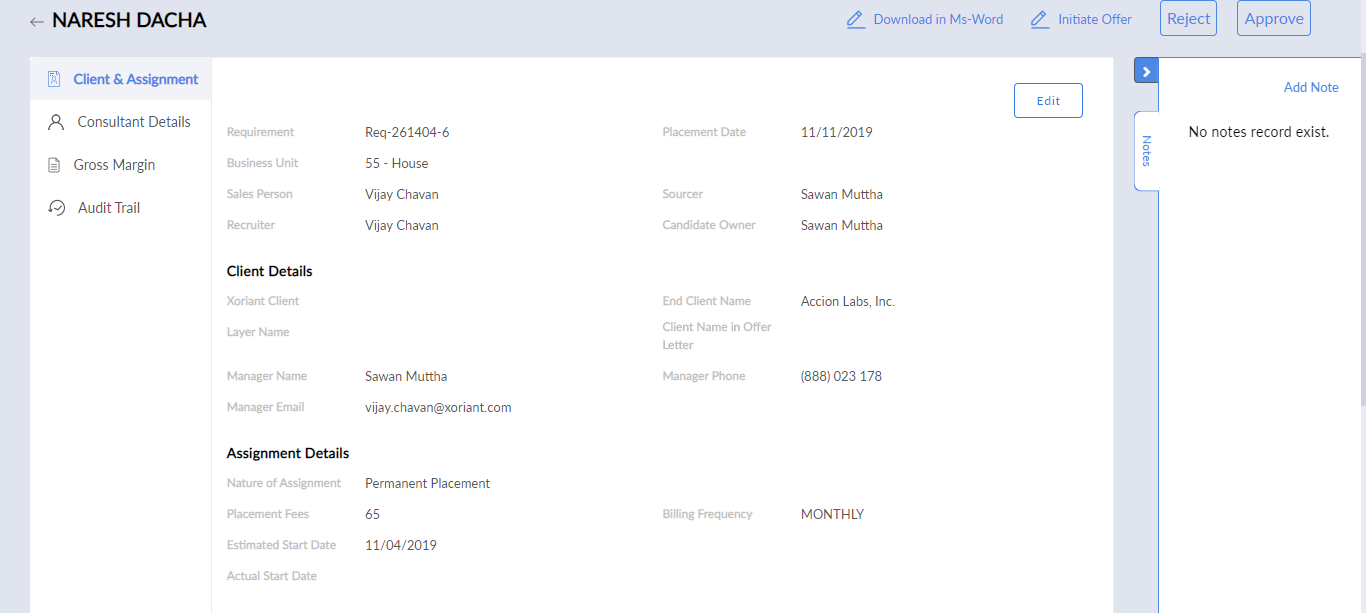 NARESH DACHA
Download in Ms-Word
Initiate Offer
Reject
Approve
Client & Assignment
Consultant Details
Gross Margin
Audit Trail
Edit
Requirement Req-261404-6 Placement Date 11/11/2019
Business Unit 55 - House
Sales Person Vijay Chavan Sourcer Sawan Muttha
Recruiter Vijay Chavan Candidate Owner Sawan Muttha
Client Details
Xoriant Client End Client Name Accion Labs, Inc.
Layer Name Client Name in Offer
Letter
Manager Name Sawan Muttha Manager Phone (888) 023 178
Manager Email vijay.chavan@xoriant.com
Assignment Details
Nature of Assignment Permanent Placement
Placement Fees 65 Billing Frequency MONTHLY
Estimated Start Date 11/04/2019
Actual Start Date
Notes
Add Note
No notes record exist.